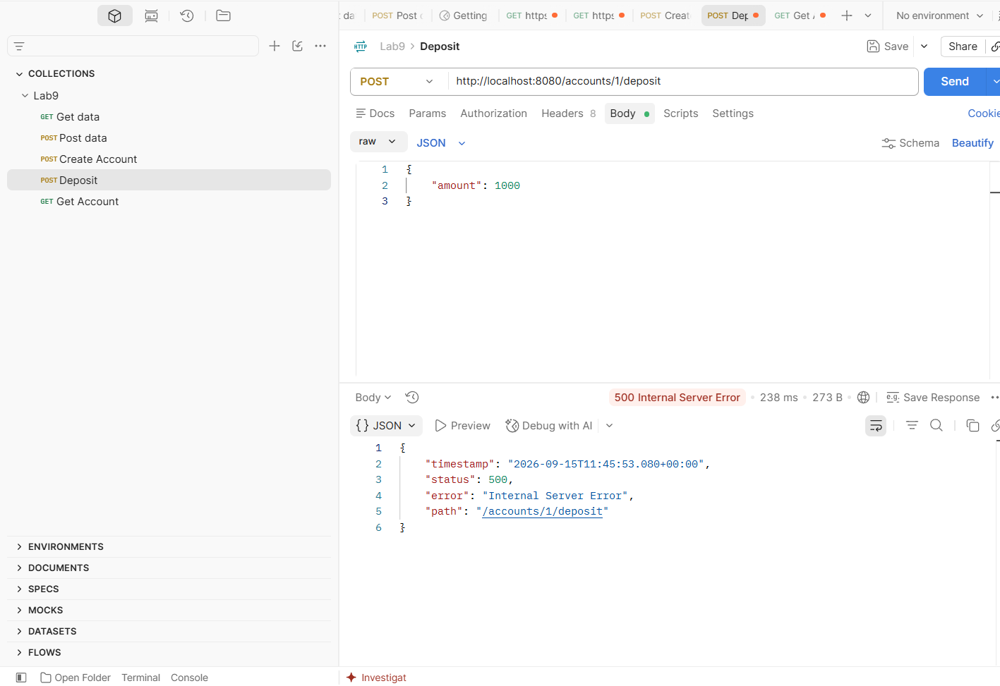 t da
POST Post c
Getting
GET https
GET https
POST Creat
POST Dep
GET Get
No environment
HTTP
Lab9 > Deposit
Save
Share
COLLECTIONS
Lab9
GET Get data
POST Post data
POST Create Account
POST Deposit
GET Get Account
ENVIRONMENTS
DOCUMENTS
SPECS
MOCKS
DATASETS
FLOWS
POST
http://localhost:8080/accounts/1/deposit
Send
Docs
Params
Authorization
Headers 8
Body
Scripts
Settings
Cookie
raw
JSON
Schema
Beautify
1 {
2 "amount": 1000
3 }
Body
500 Internal Server Error
238 ms
273 B
e.g. Save Response
{} JSON
Preview
Debug with AI
1 {
2 "timestamp": "2026-09-15T11:45:53.080+00:00",
3 "status": 500,
4 "error": "Internal Server Error",
5 "path": "/accounts/1/deposit"
6 }
Open Folder
Terminal
Console
Investigat